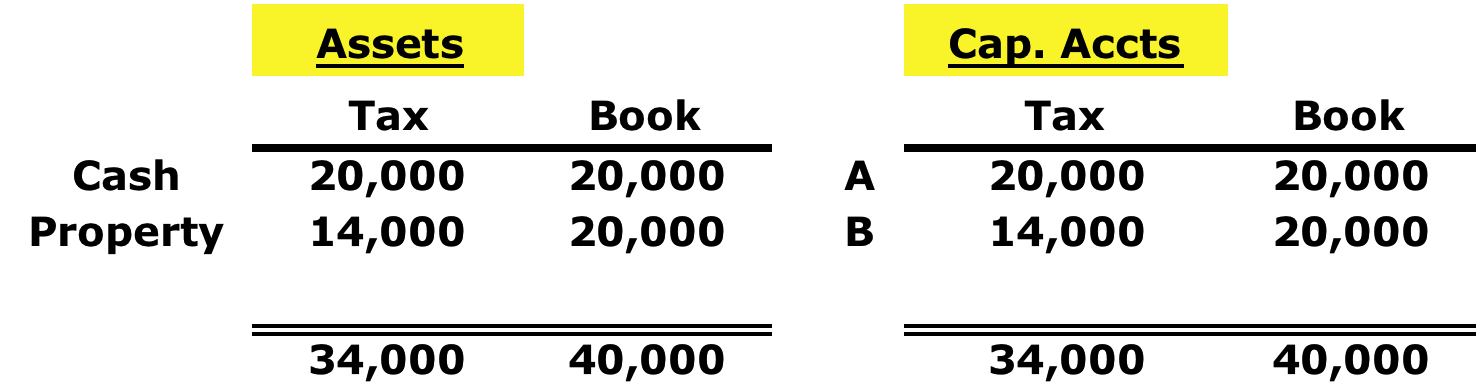 Assets Cap. Accts
Tax Book Tax Book
Cash 20,000 20,000 A 20,000 20,000
Property 14,000 20,000 B 14,000 20,000
34,000 40,000 34,000 40,000